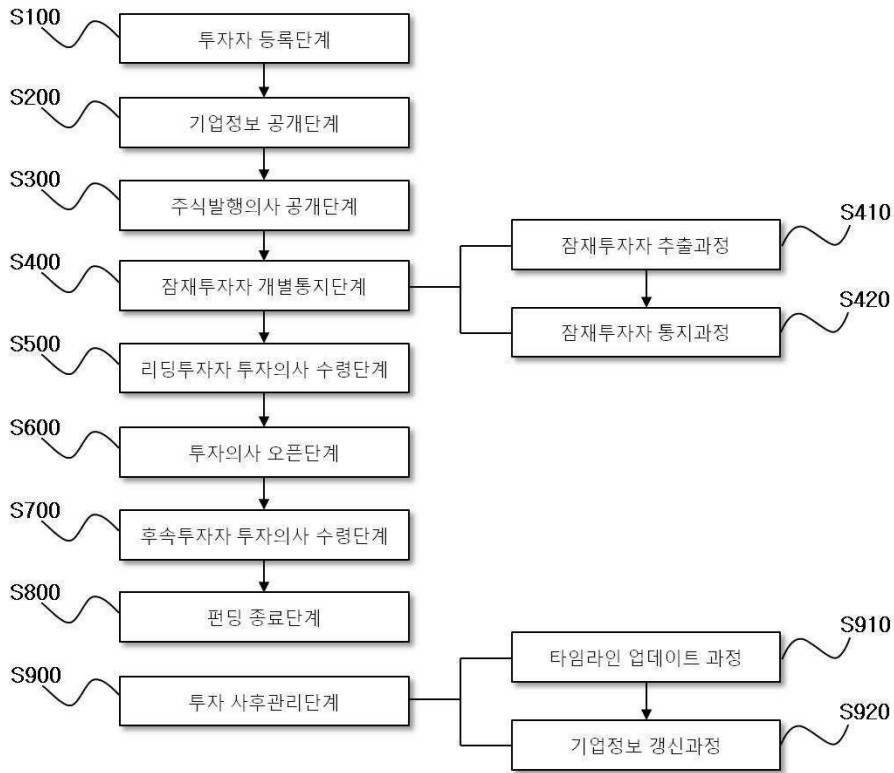 S100
투자자 등록단계
S200
기업정보 공개단계
S300
주식발행의사 공개단계
S400
잠재투자자 개별통지단계
S410
잠재투자자 추출과정
S420
잠재투자자 통지과정
S500
리딩투자자 투자의사 수령단계
S600
투자의사 오픈단계
S700
후속투자자 투자의사 수령단계
S800
펀딩 종료단계
S900
투자 사후관리단계
S910
타임라인 업데이트 과정
S920
기업정보 갱신과정